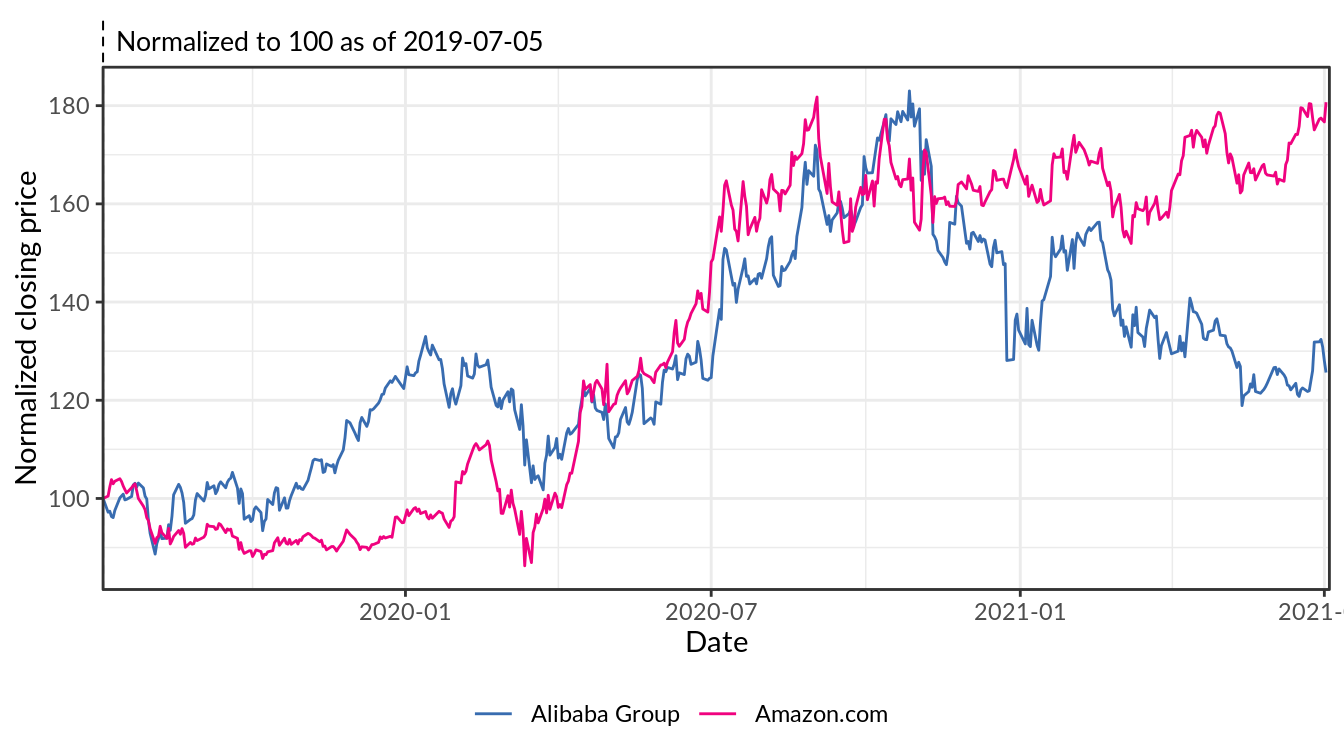 Normalized to 100 as of 2019-07-05
Normalized closing price
180
160
140
120
100
2020-01
2020-07
2021-01
2021-
Date
Alibaba Group
Amazon.com